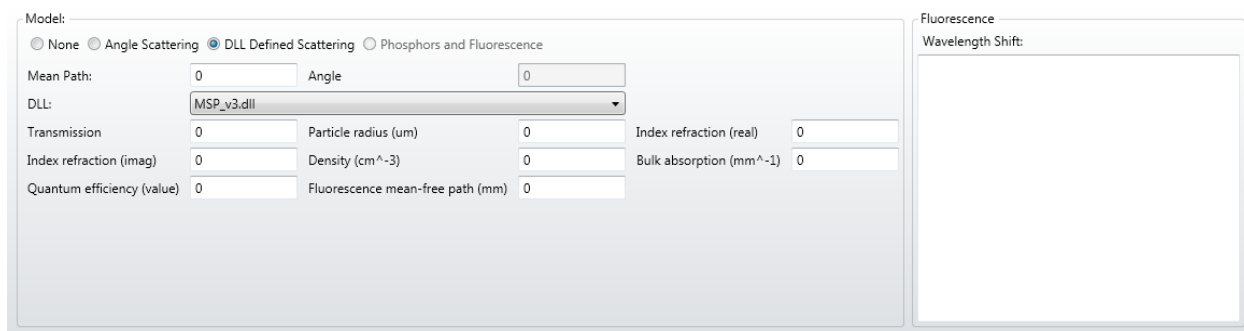 Model:
None Angle Scattering DLL Defined Scattering Phosphors and Fluorescence
Mean Path: 0 Angle 0
DLL: MSP_v3.dll
Transmission 0 Particle radius (um) 0 Index refraction (real) 0
Index refraction (imag) 0 Density (cm^-3) 0 Bulk absorption (mm^-1) 0
Quantum efficiency (value) 0 Fluorescence mean-free path (mm) 0
Fluorescence
Wavelength Shift: